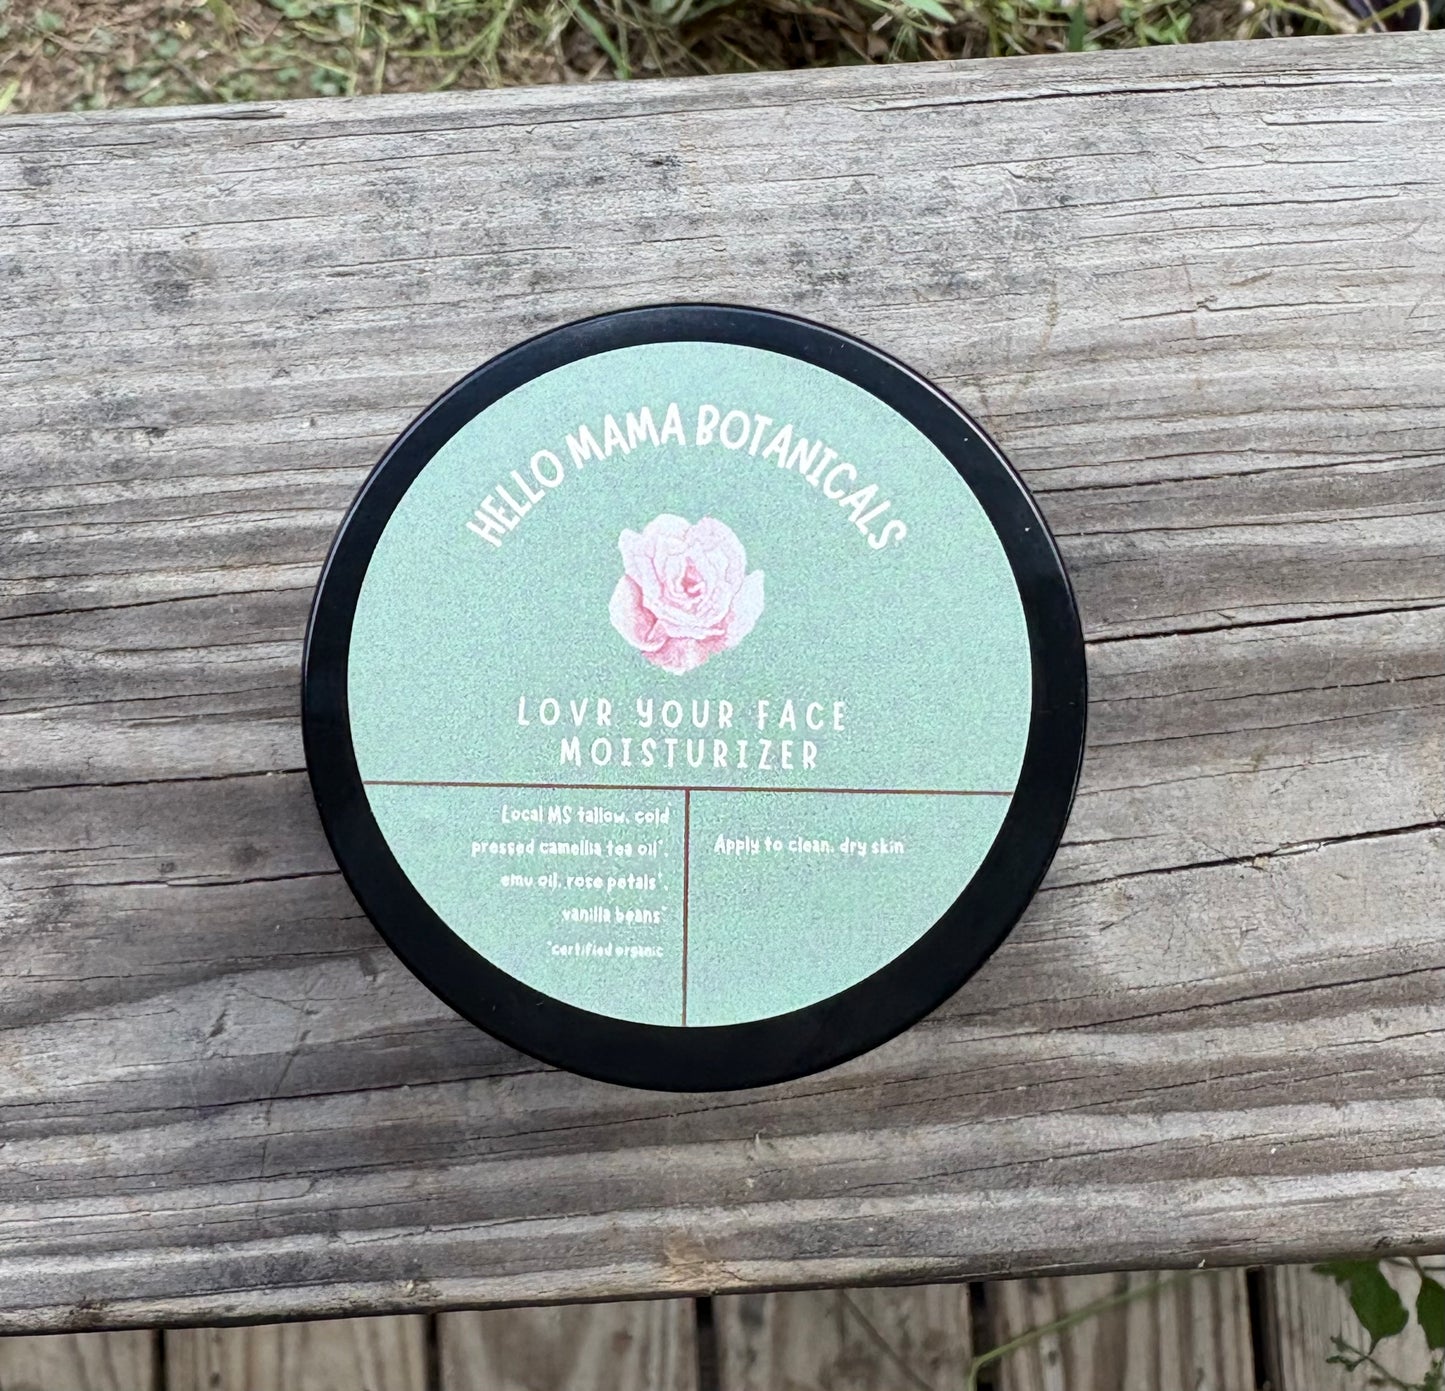 HELLO MAMA BOTANICALS
LOVR YOUR FACE
MOISTURIZER
Local MS tallow, cold
pressed camellia tea oil*,
emu oil, rose petals*,
vanilla beans*
*certified organic
Apply to clean, dry skin